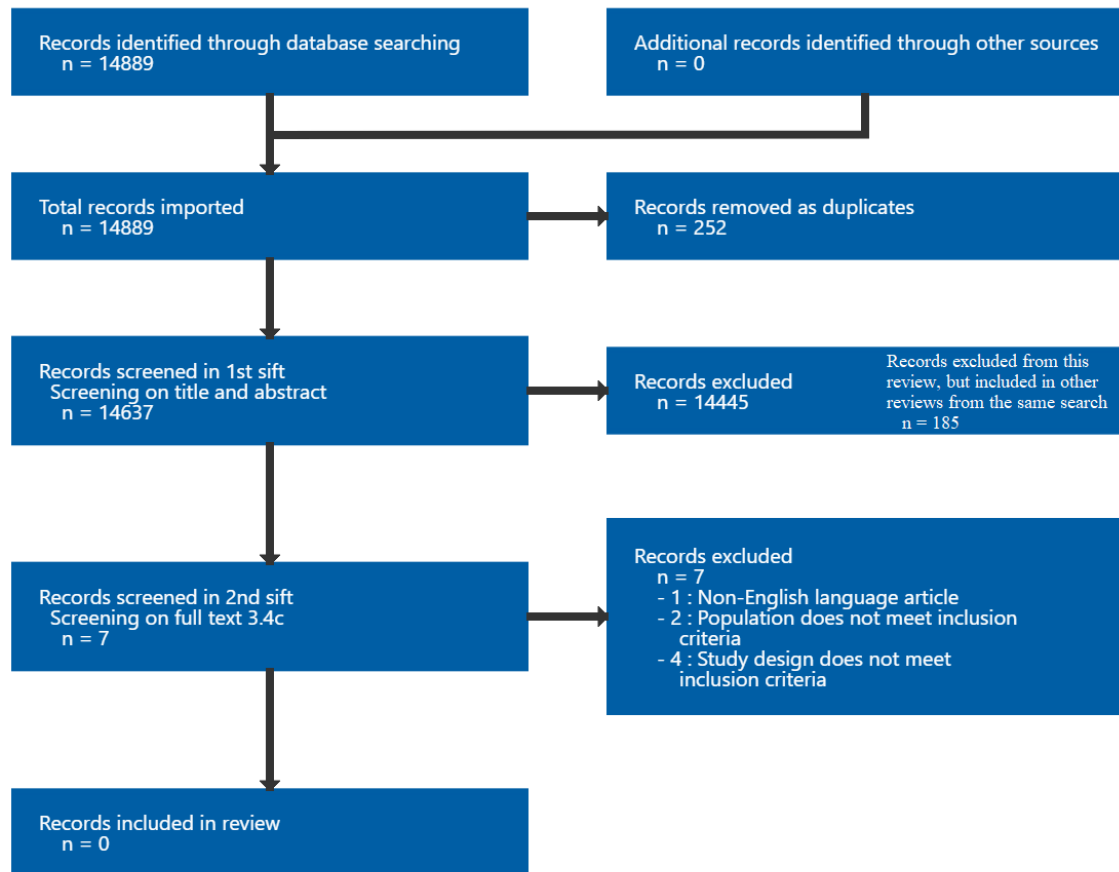 Records identified through database searching
n = 14889
Additional records identified through other sources
n = 0
Total records imported
n = 14889
Records removed as duplicates
n = 252
Records screened in 1st sift
Screening on title and abstract
n = 14637
Records excluded
n = 14445
Records excluded from this
review, but included in other
reviews from the same search
n = 185
Records screened in 2nd sift
Screening on full text 3.4c
n = 7
Records excluded
n = 7
- 1 : Non-English language article
- 2 : Population does not meet inclusion
criteria
- 4 : Study design does not meet
inclusion criteria
Records included in review
n = 0